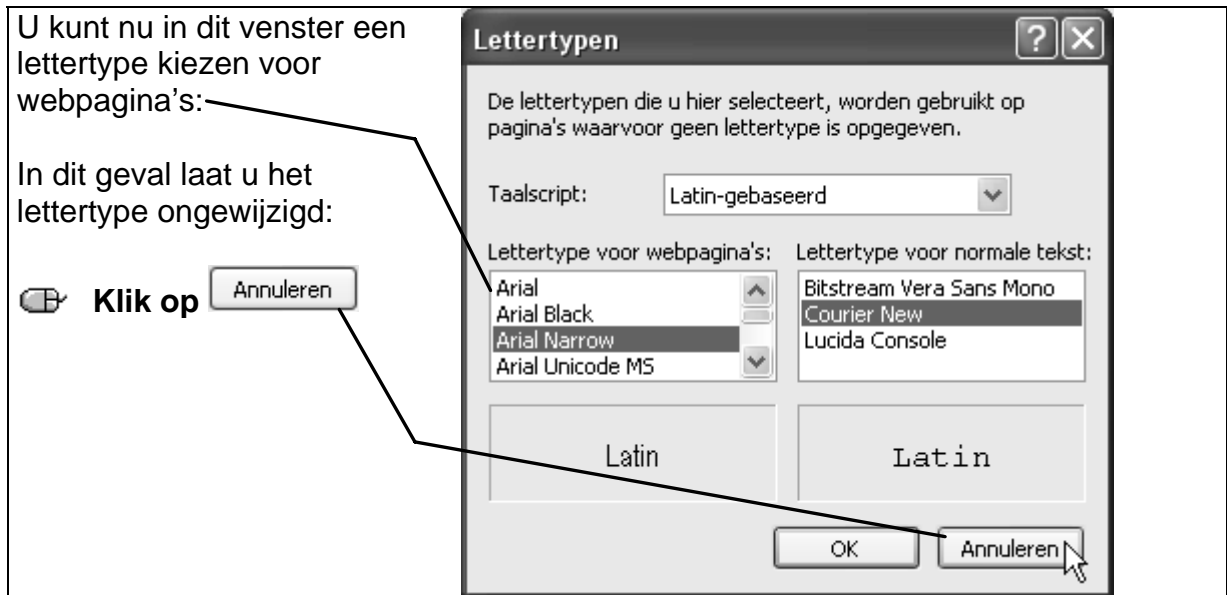 U kunt nu in dit venster een
lettertype kiezen voor
webpagina's:
In dit geval laat u het
lettertype ongewijzigd:
Klik op Annuleren
Lettertypen
De lettertypen die u hier selecteert, worden gebruikt op
pagina's waarvoor geen lettertype is opgegeven.
Taalscript: Latin-gebaseerd
Lettertype voor webpagina's: Lettertype voor normale tekst:
Arial Bitstream Vera Sans Mono
Arial Black Courier New
Arial Narrow Lucida Console
Arial Unicode MS
Latin Latin
OK Annuleren